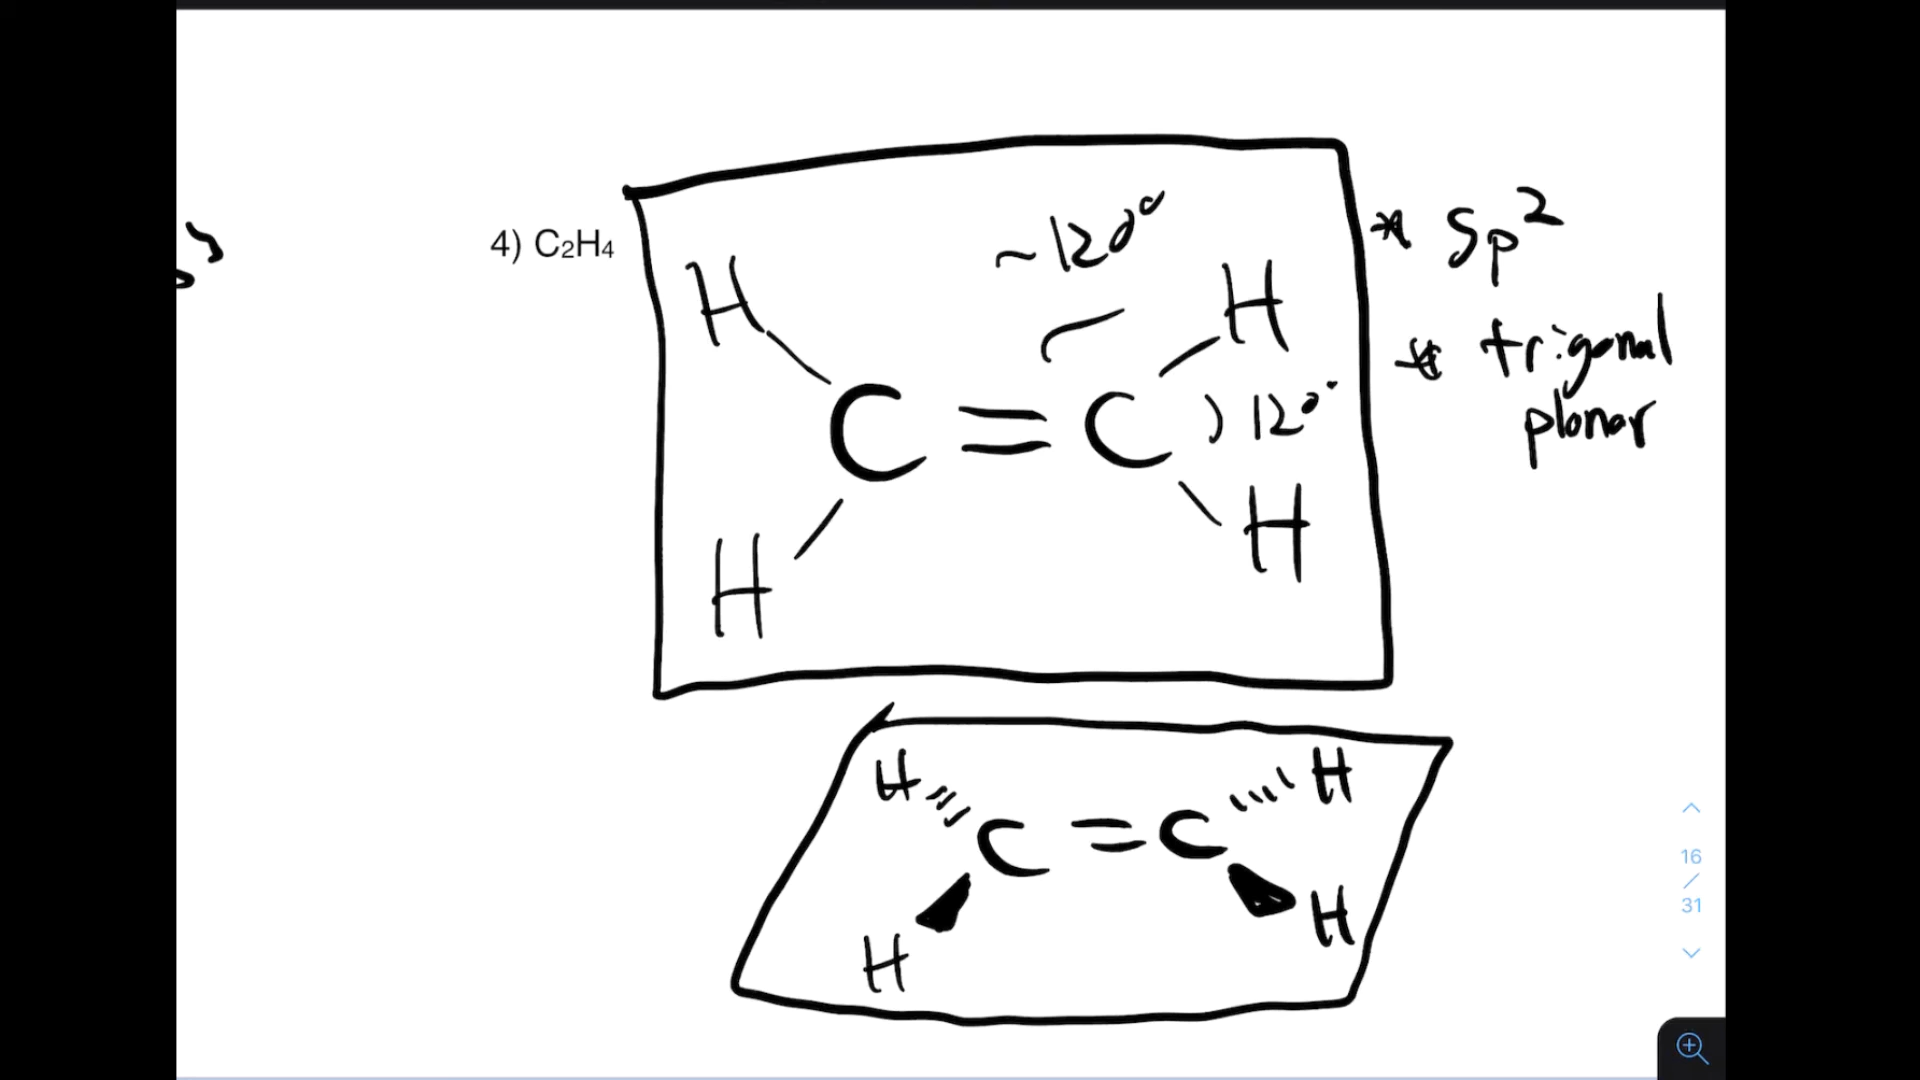 4) C₂H₄
~120°
* sp²
H
H
* trigonal
planar
C = C
) 120°
H
H
H
H
C = C
H
H
16
/
31